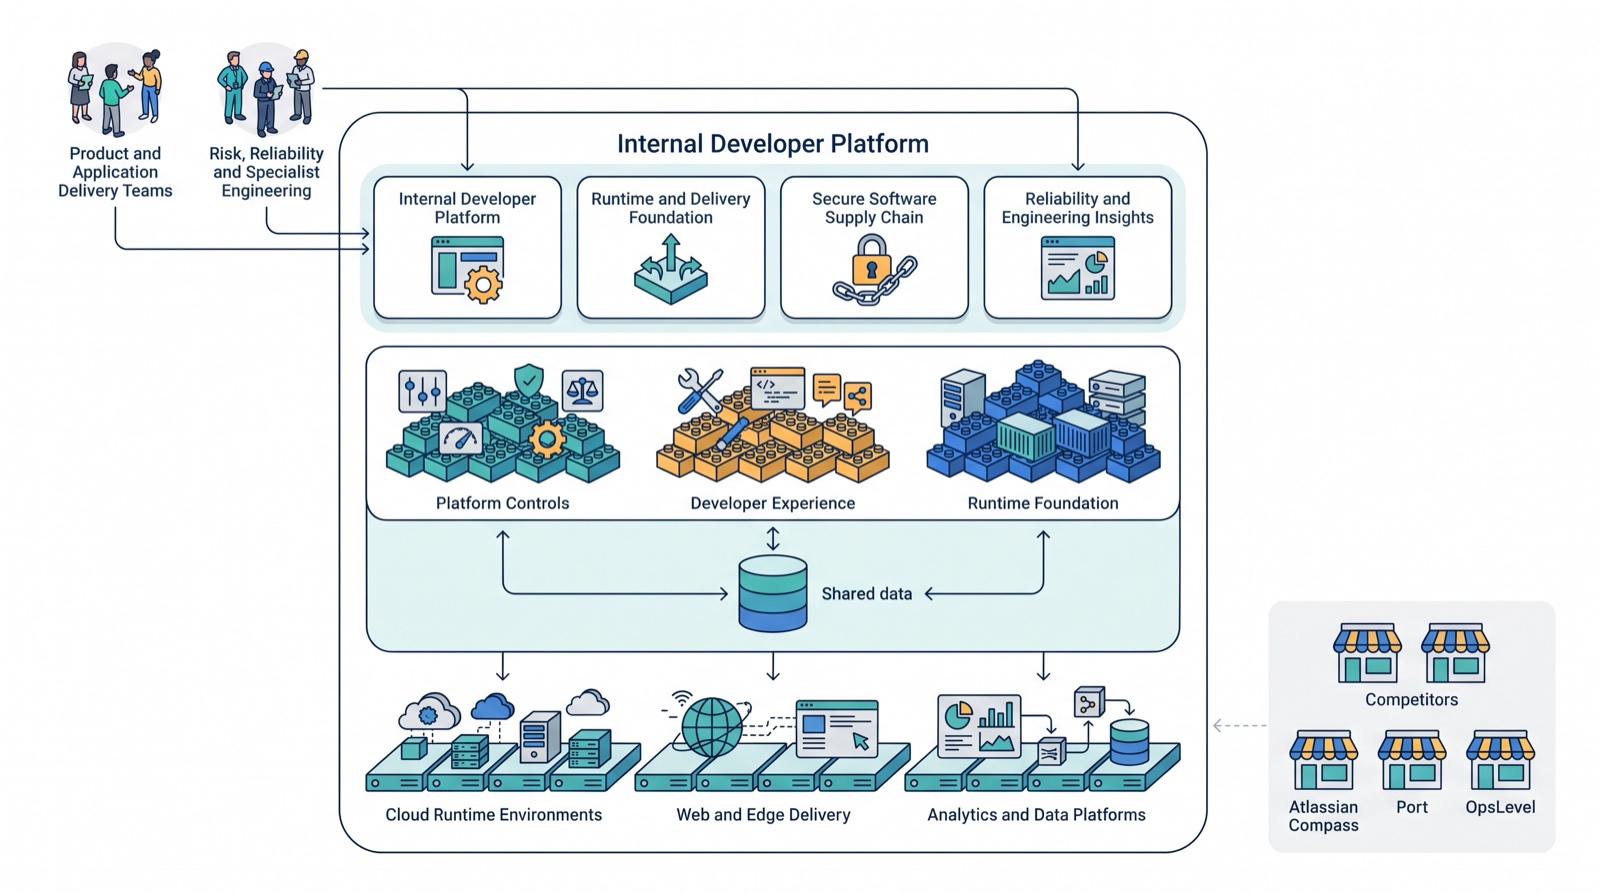 Product and
Application
Delivery Teams
Risk, Reliability
and Specialist
Engineering
Internal Developer Platform
Internal Developer
Platform
Runtime and Delivery
Foundation
Secure Software
Supply Chain
Reliability and
Engineering Insights
</>
Platform Controls
Developer Experience
Runtime Foundation
Shared data
Cloud Runtime Environments
Web and Edge Delivery
Analytics and Data Platforms
Competitors
Atlassian
Compass
Port
OpsLevel